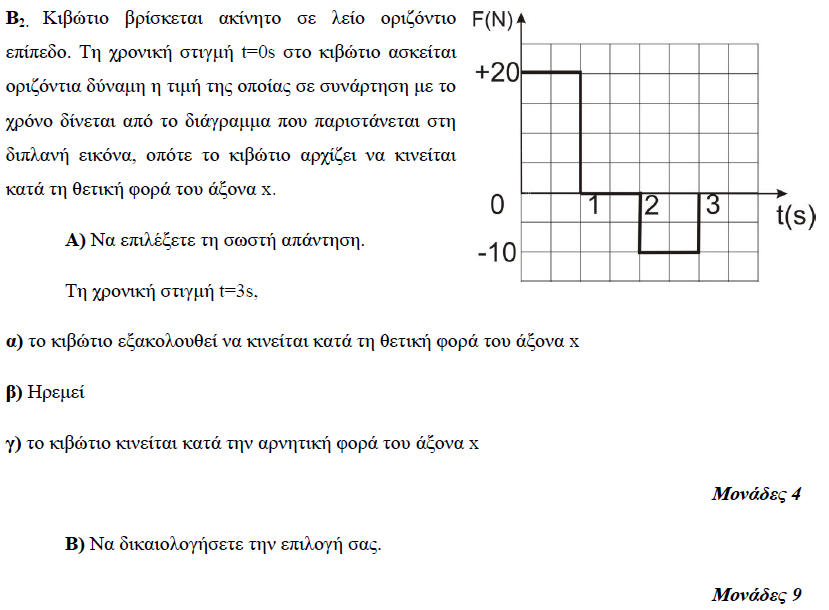 B2. Κιβώτιο βρίσκεται ακίνητο σε λείο οριζόντιο
επίπεδο. Τη χρονική στιγμή t=0s στο κιβώτιο ασκείται
οριζόντια δύναμη η τιμή της οποίας σε συνάρτηση με το
χρόνο δίνεται από το διάγραμμα που παριστάνεται στη
διπλανή εικόνα, οπότε το κιβώτιο αρχίζει να κινείται
κατά τη θετική φορά του άξονα x.
F(N)
+20
0
1
2
3
t(s)
-10
Α) Να επιλέξετε τη σωστή απάντηση.
Τη χρονική στιγμή t=3s,
α) το κιβώτιο εξακολουθεί να κινείται κατά τη θετική φορά του άξονα x
β) Ηρεμεί
γ) το κιβώτιο κινείται κατά την αρνητική φορά του άξονα x
Μονάδες 4
Β) Να δικαιολογήσετε την επιλογή σας.
Μονάδες 9